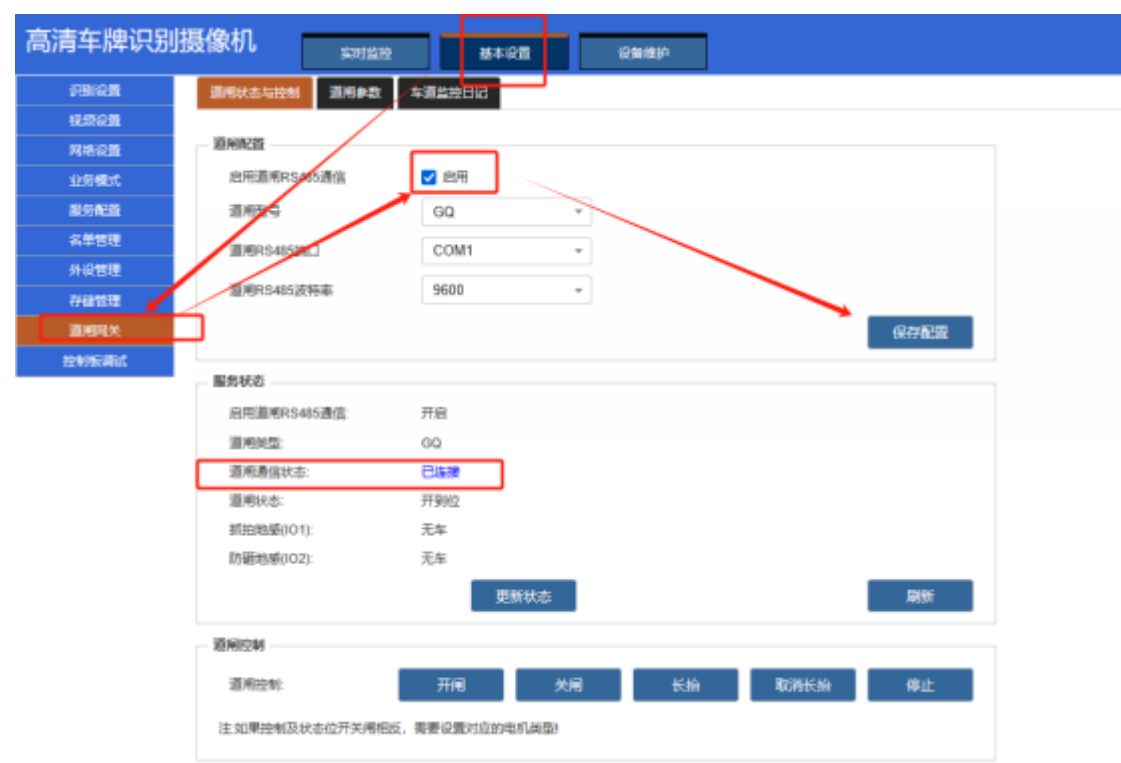 高清车牌识别摄像机
实时监控 基本设置 设备维护
识别设置
视频设置
网络设置
业务模式
服务配置
名单管理
外设管理
存储管理
道闸网关
控制板调试
道闸状态与控制 道闸参数 车道监控日记
道闸配置
启用道闸RS485通信 启用
道闸型号 GQ
道闸RS485端口 COM1
道闸RS485波特率 9600
保存配置
服务状态
启用道闸RS485通信: 开启
道闸类型: GQ
道闸通信状态: 已连接
道闸状态: 开到位
抓拍地感(IO1): 无车
防砸地感(IO2): 无车
更新状态 刷新
道闸控制
道闸控制: 开闸 关闸 长抬 取消长抬 停止
注:如果控制及状态位开关闸相反，需要设置对应的电机类型!